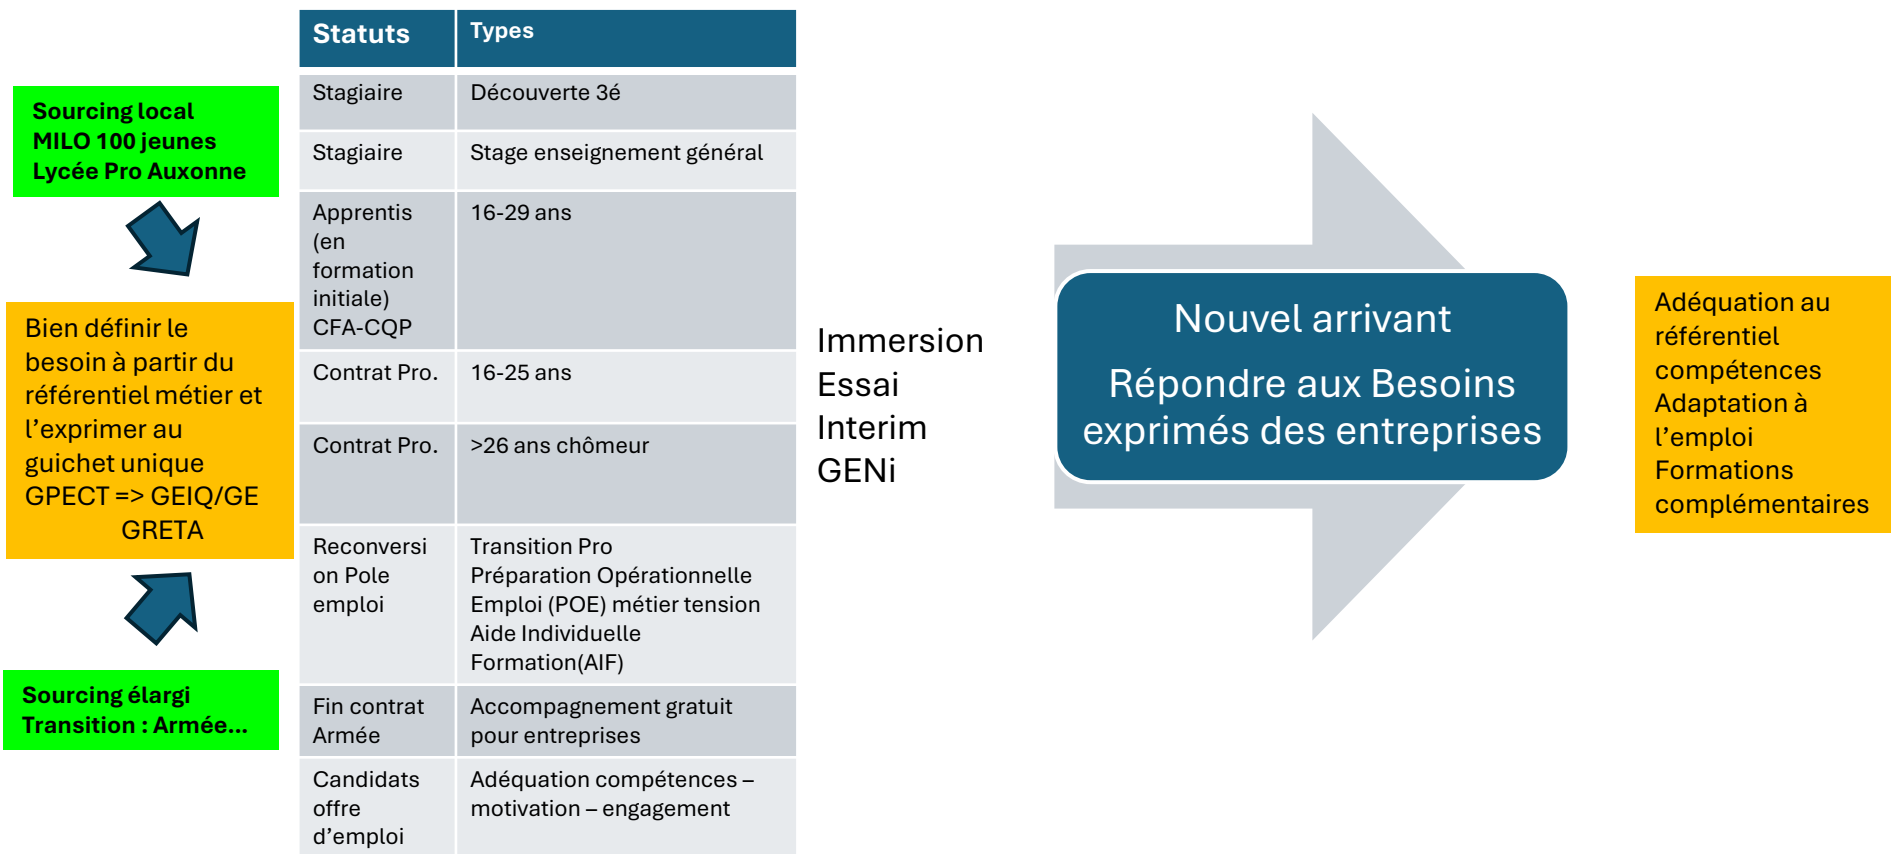 Sourcing local
MILO 100 jeunes
Lycée Pro Auxonne
Bien définir le
besoin à partir du
référentiel métier et
l’exprimer au
guichet unique
GPECT => GEIQ/GE
GRETA
Sourcing élargi
Transition : Armée...
Statuts
Types
Stagiaire
Découverte 3é
Stagiaire
Stage enseignement général
Apprentis
(en
formation
initiale)
CFA-CQP
16-29 ans
Contrat Pro.
16-25 ans
Contrat Pro.
>26 ans chômeur
Reconversi
on Pole
emploi
Transition Pro
Préparation Opérationnelle
Emploi (POE) métier tension
Aide Individuelle
Formation(AIF)
Fin contrat
Armée
Accompagnement gratuit
pour entreprises
Candidats
offre
d’emploi
Adéquation compétences –
motivation – engagement
Immersion
Essai
Interim
GENi
Nouvel arrivant
Répondre aux Besoins
exprimés des entreprises
Adéquation au
référentiel
compétences
Adaptation à
l’emploi
Formations
complémentaires